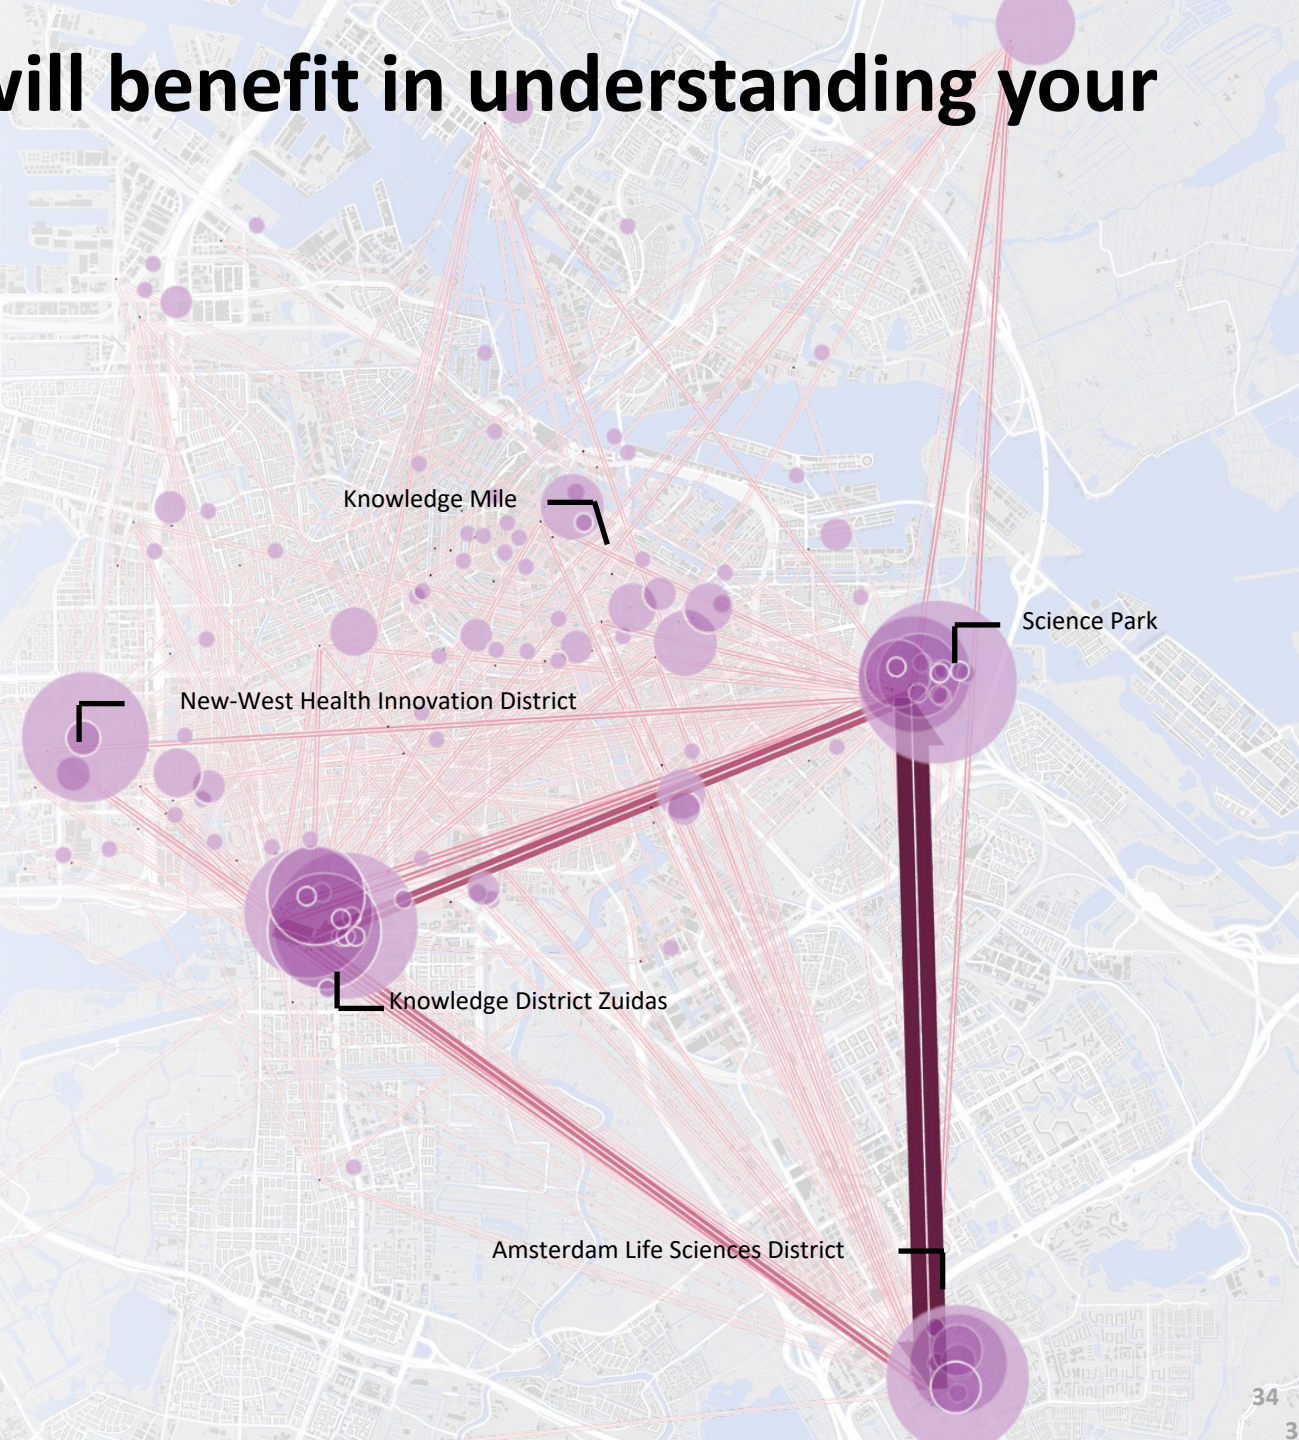 will benefit in understanding your
Knowledge Mile
Science Park
New-West Health Innovation District
Knowledge District Zuidas
Amsterdam Life Sciences District
34
3